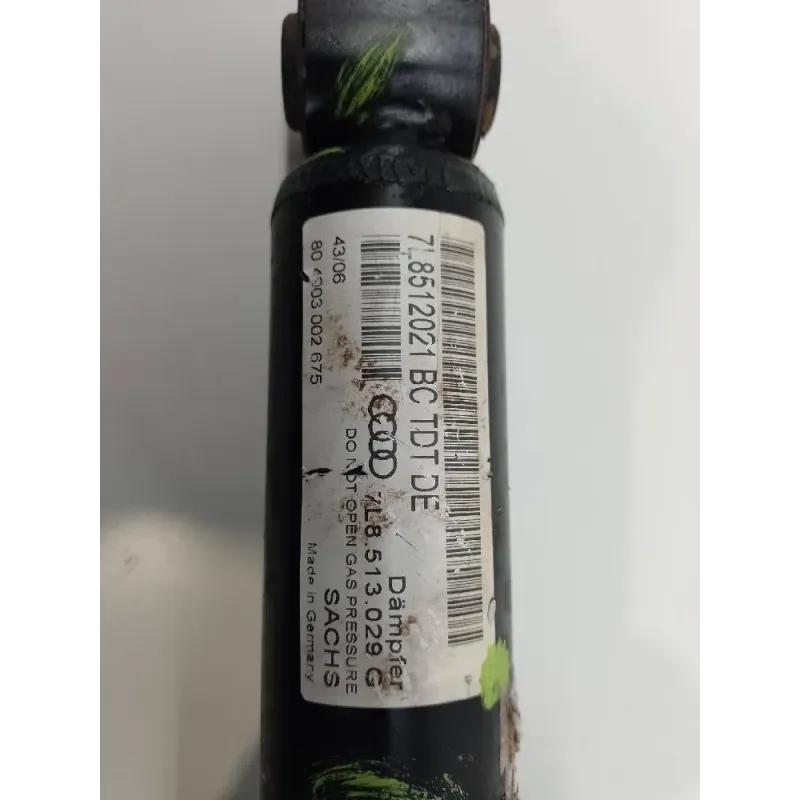 7L8512021 BC TDT DE
Dämpfer
7L8.513.029 G
DO NOT OPEN GAS PRESSURE
SACHS
Made in Germany
43/06
80 4903 002 675